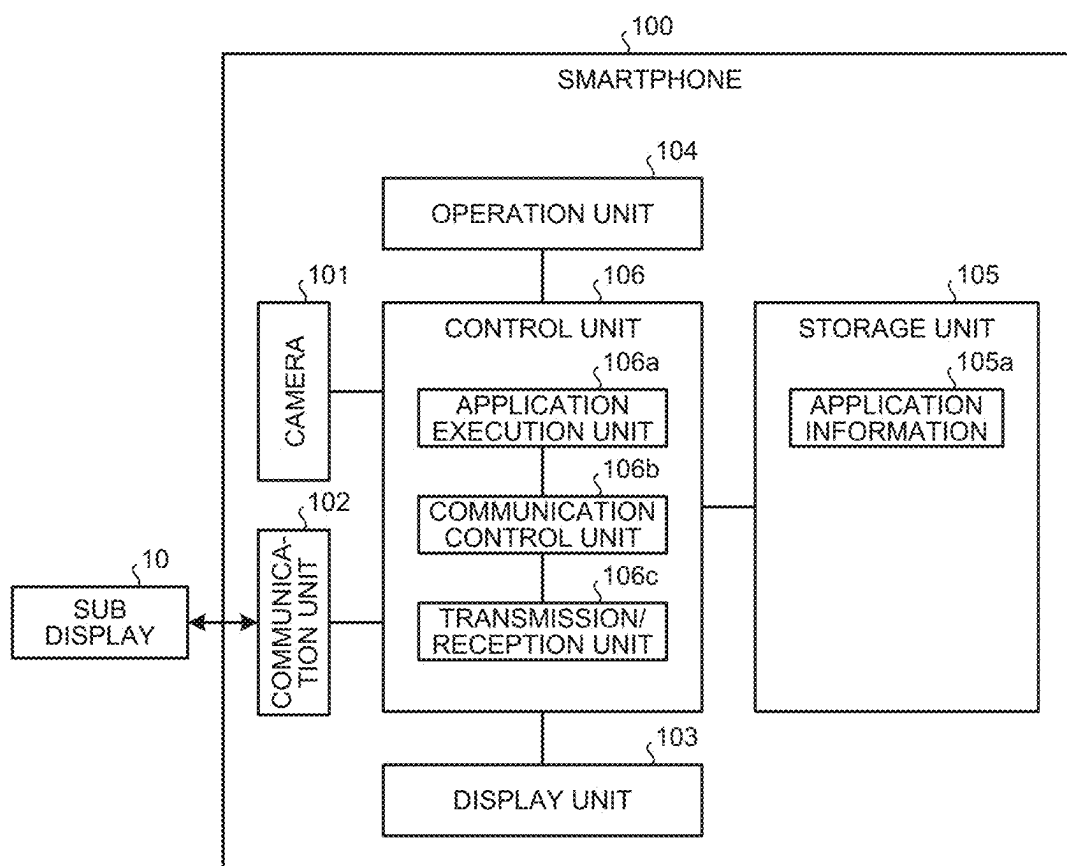 100
SMARTPHONE
104
OPERATION UNIT
101
CAMERA
106
CONTROL UNIT
106a
APPLICATION
EXECUTION UNIT
106b
COMMUNICATION
CONTROL UNIT
106c
TRANSMISSION/
RECEPTION UNIT
105
STORAGE UNIT
105a
APPLICATION
INFORMATION
102
COMMUNICA-
TION UNIT
10
SUB
DISPLAY
103
DISPLAY UNIT